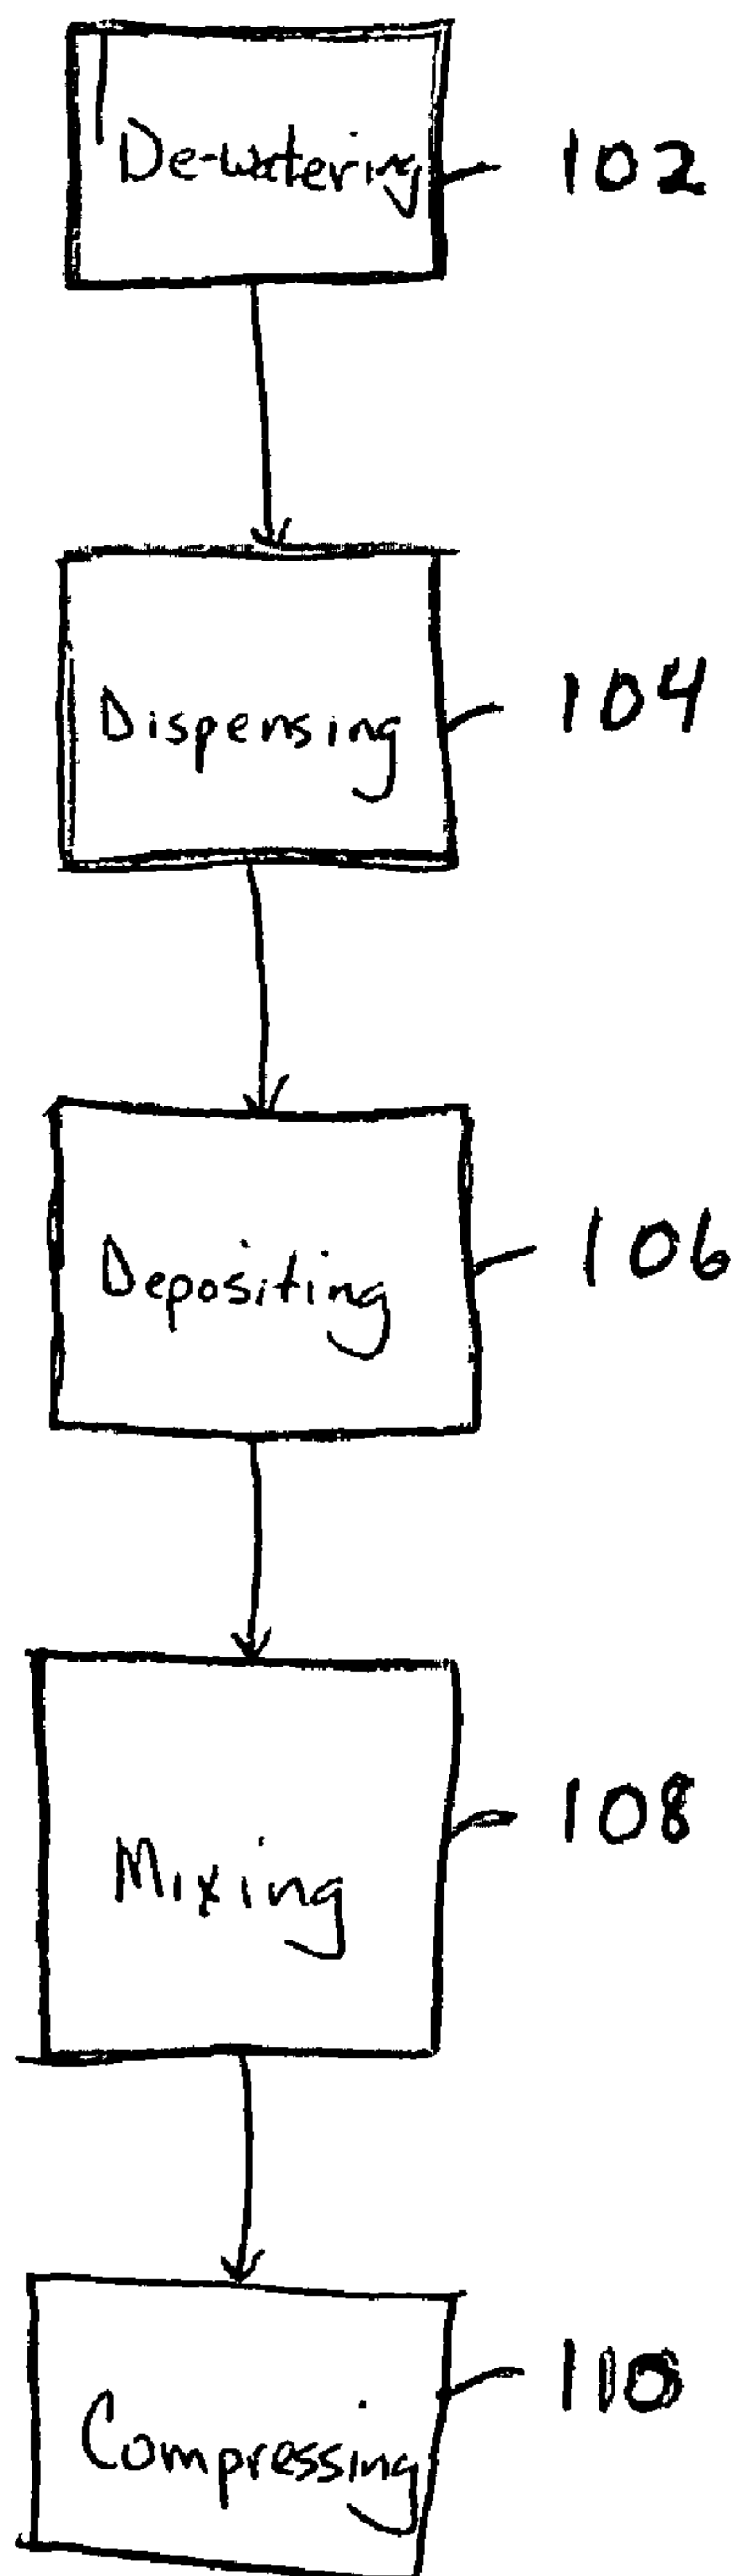 De-watering 102
Dispensing 104
Depositing 106
Mixing 108
Compressing 110